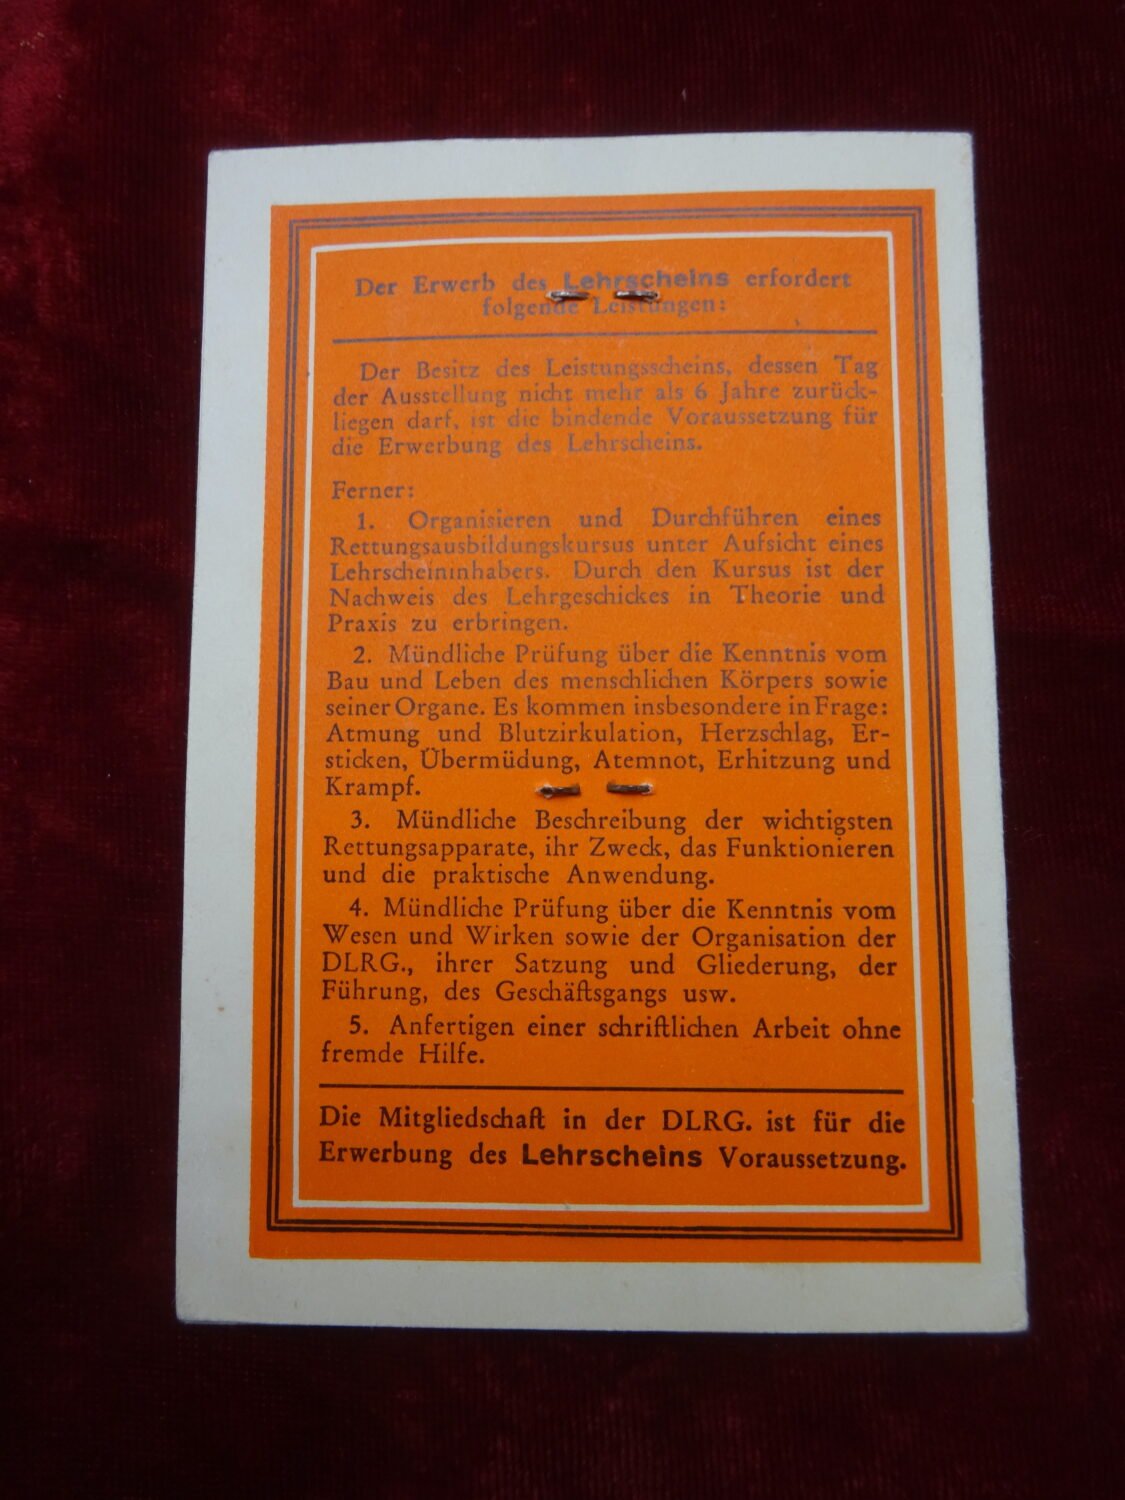 Der Erwerb des Lehrscheins erfordert
folgende Leistungen:
Der Besitz des Leistungsscheins, dessen Tag
der Ausstellung nicht mehr als 6 Jahre zurück-
liegen darf, ist die bindende Voraussetzung für
die Erwerbung des Lehrscheins.
Ferner:
1. Organisieren und Durchführen eines
Rettungsausbildungskursus unter Aufsicht eines
Lehrscheininhabers. Durch den Kursus ist der
Nachweis des Lehrgeschickes in Theorie und
Praxis zu erbringen.
2. Mündliche Prüfung über die Kenntnis vom
Bau und Leben des menschlichen Körpers sowie
seiner Organe. Es kommen insbesondere in Frage:
Atmung und Blutzirkulation, Herzschlag, Er-
sticken, Übermüdung, Atemnot, Erhitzung und
Krampf.
3. Mündliche Beschreibung der wichtigsten
Rettungsapparate, ihr Zweck, das Funktionieren
und die praktische Anwendung.
4. Mündliche Prüfung über die Kenntnis vom
Wesen und Wirken sowie der Organisation der
DLRG., ihrer Satzung und Gliederung, der
Führung, des Geschäftsgangs usw.
5. Anfertigen einer schriftlichen Arbeit ohne
fremde Hilfe.
Die Mitgliedschaft in der DLRG. ist für die
Erwerbung des Lehrscheins Voraussetzung.